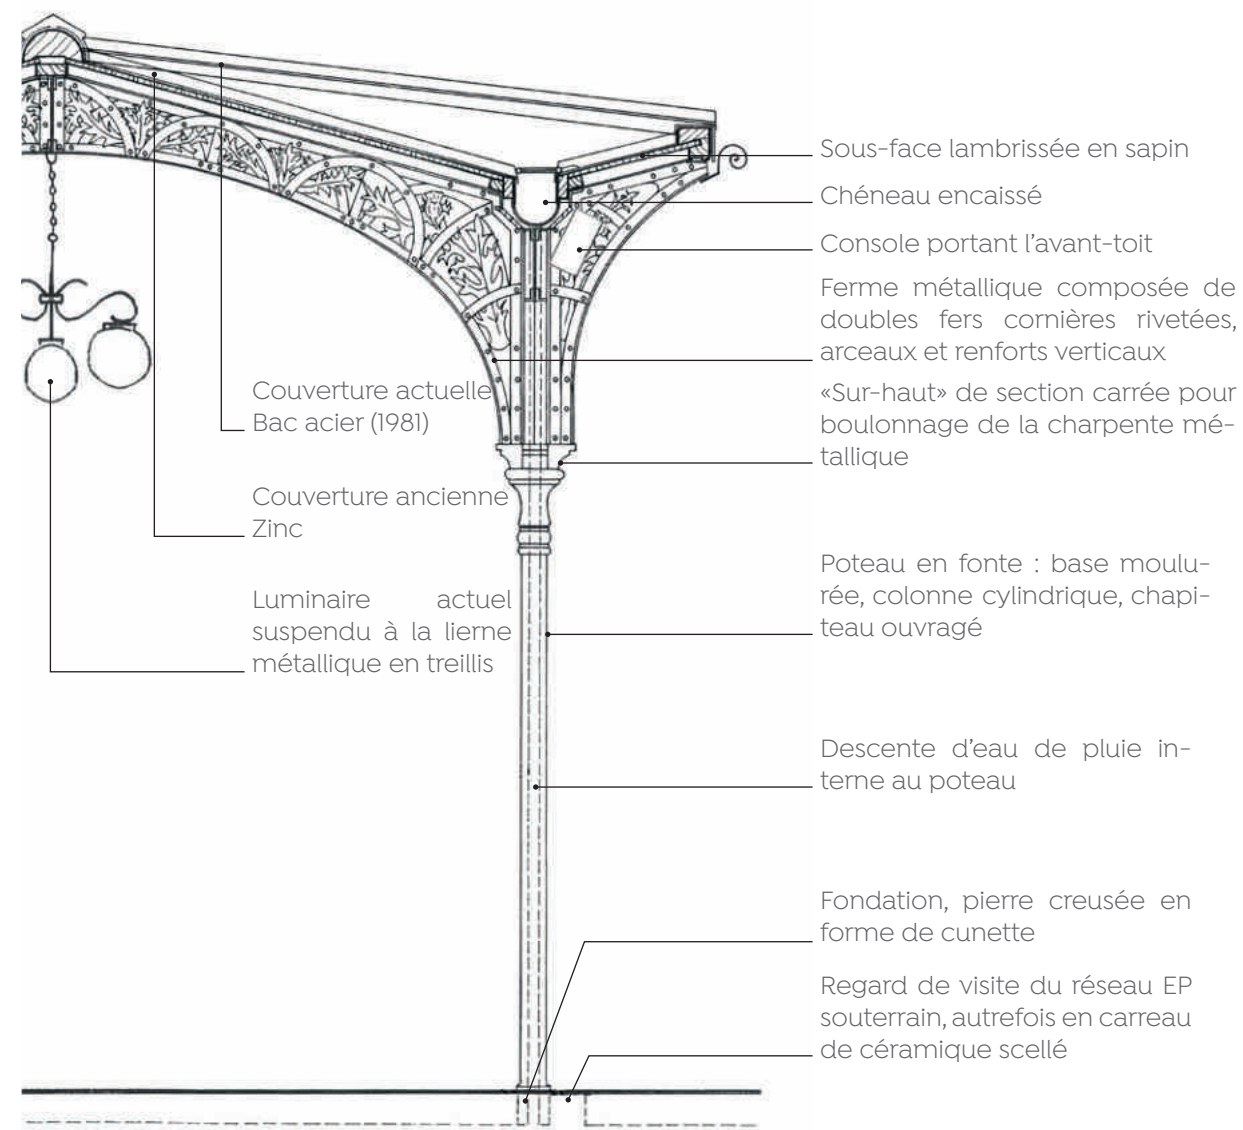 Sous-face lambrissée en sapin
Chéneau encaissé
Console portant l'avant-toit
Ferme métallique composée de
doubles fers cornières rivetées,
arceaux et renforts verticaux
«Sur-haut» de section carrée pour
boulonnage de la charpente mé-
tallique
Couverture actuelle
Bac acier (1981)
Couverture ancienne
Zinc
Luminaire actuel
suspendu à la lierne
métallique en treillis
Poteau en fonte : base moulu-
rée, colonne cylindrique, chapi-
teau ouvragé
Descente d'eau de pluie in-
terne au poteau
Fondation, pierre creusée en
forme de cunette
Regard de visite du réseau EP
souterrain, autrefois en carreau
de céramique scellé